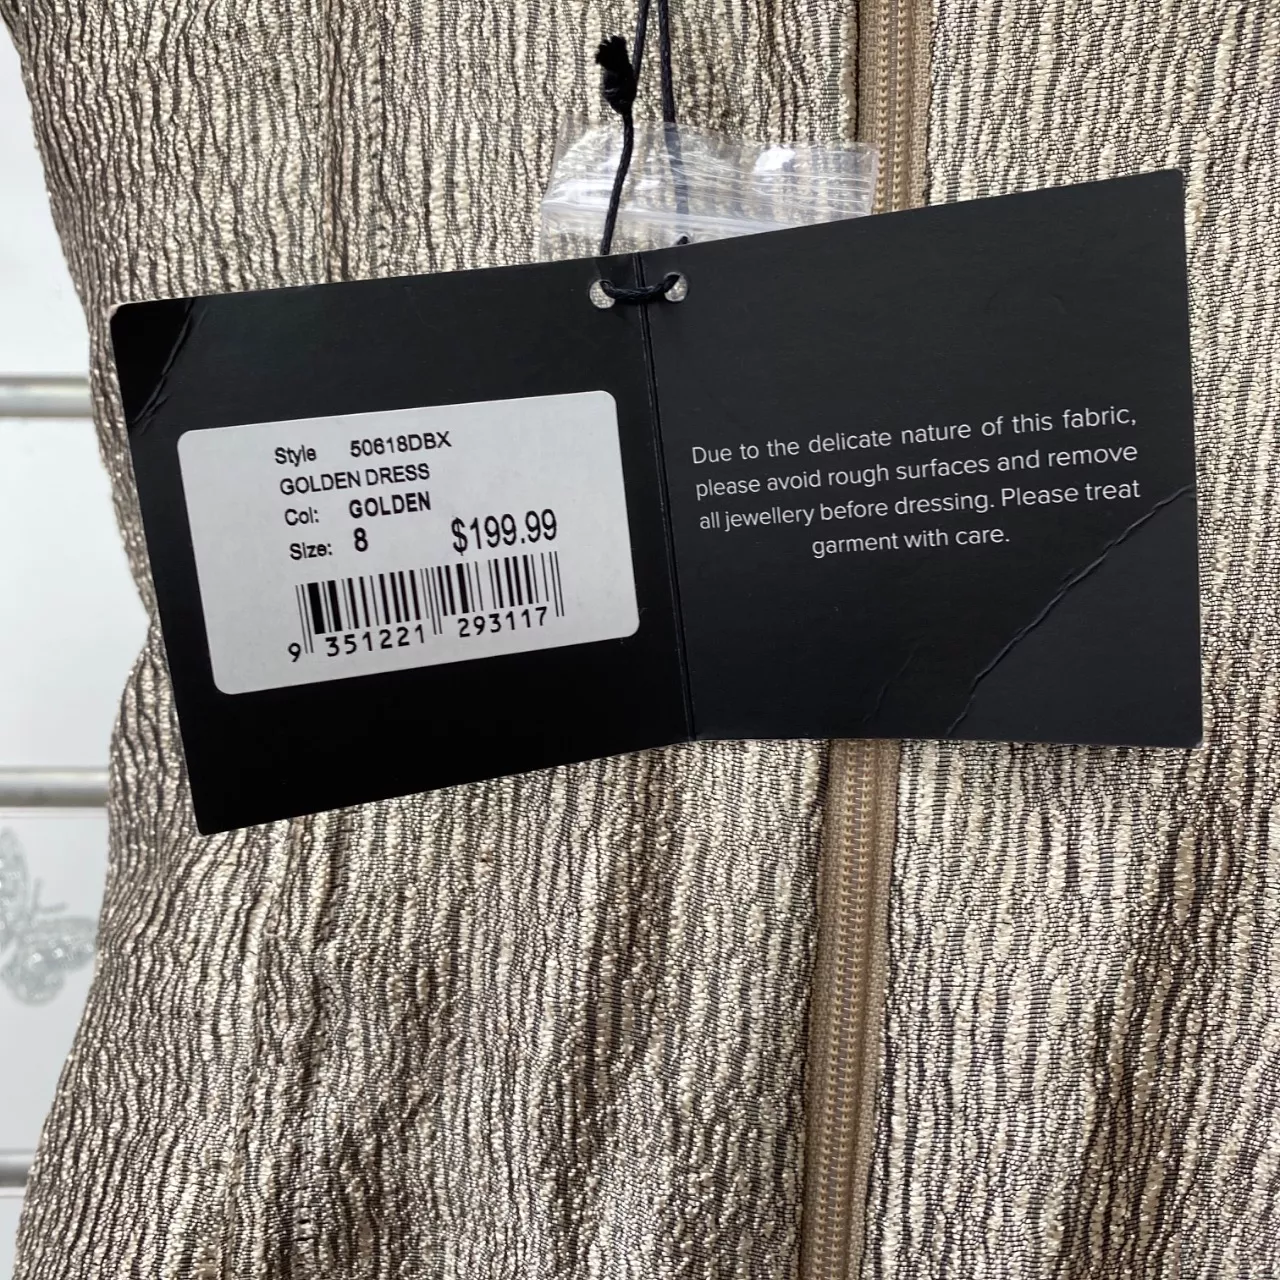 Style 50618DBX
GOLDEN DRESS
Col: GOLDEN
Size: 8 $199.99
9 351221 293117
Due to the delicate nature of this fabric,
please avoid rough surfaces and remove
all jewellery before dressing. Please treat
garment with care.